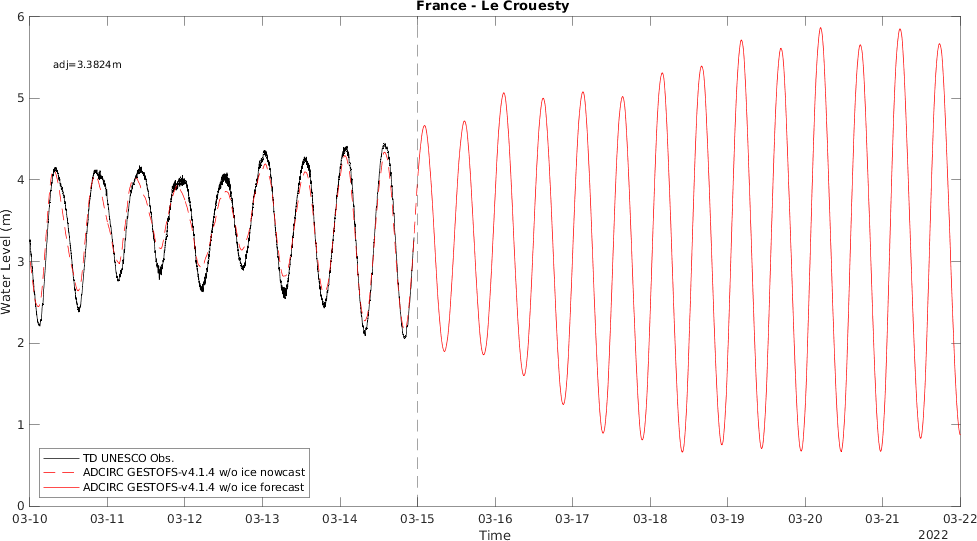 France - Le Crouesty
6
adj=3.3824m
5
4
3
2
1
0
Water Level (m)
TD UNESCO Obs.
ADCIRC GESTOFS-v4.1.4 w/o ice nowcast
ADCIRC GESTOFS-v4.1.4 w/o ice forecast
03-10 03-11 03-12 03-13 03-14 03-15 03-16 03-17 03-18 03-19 03-20 03-21 03-22
Time
2022